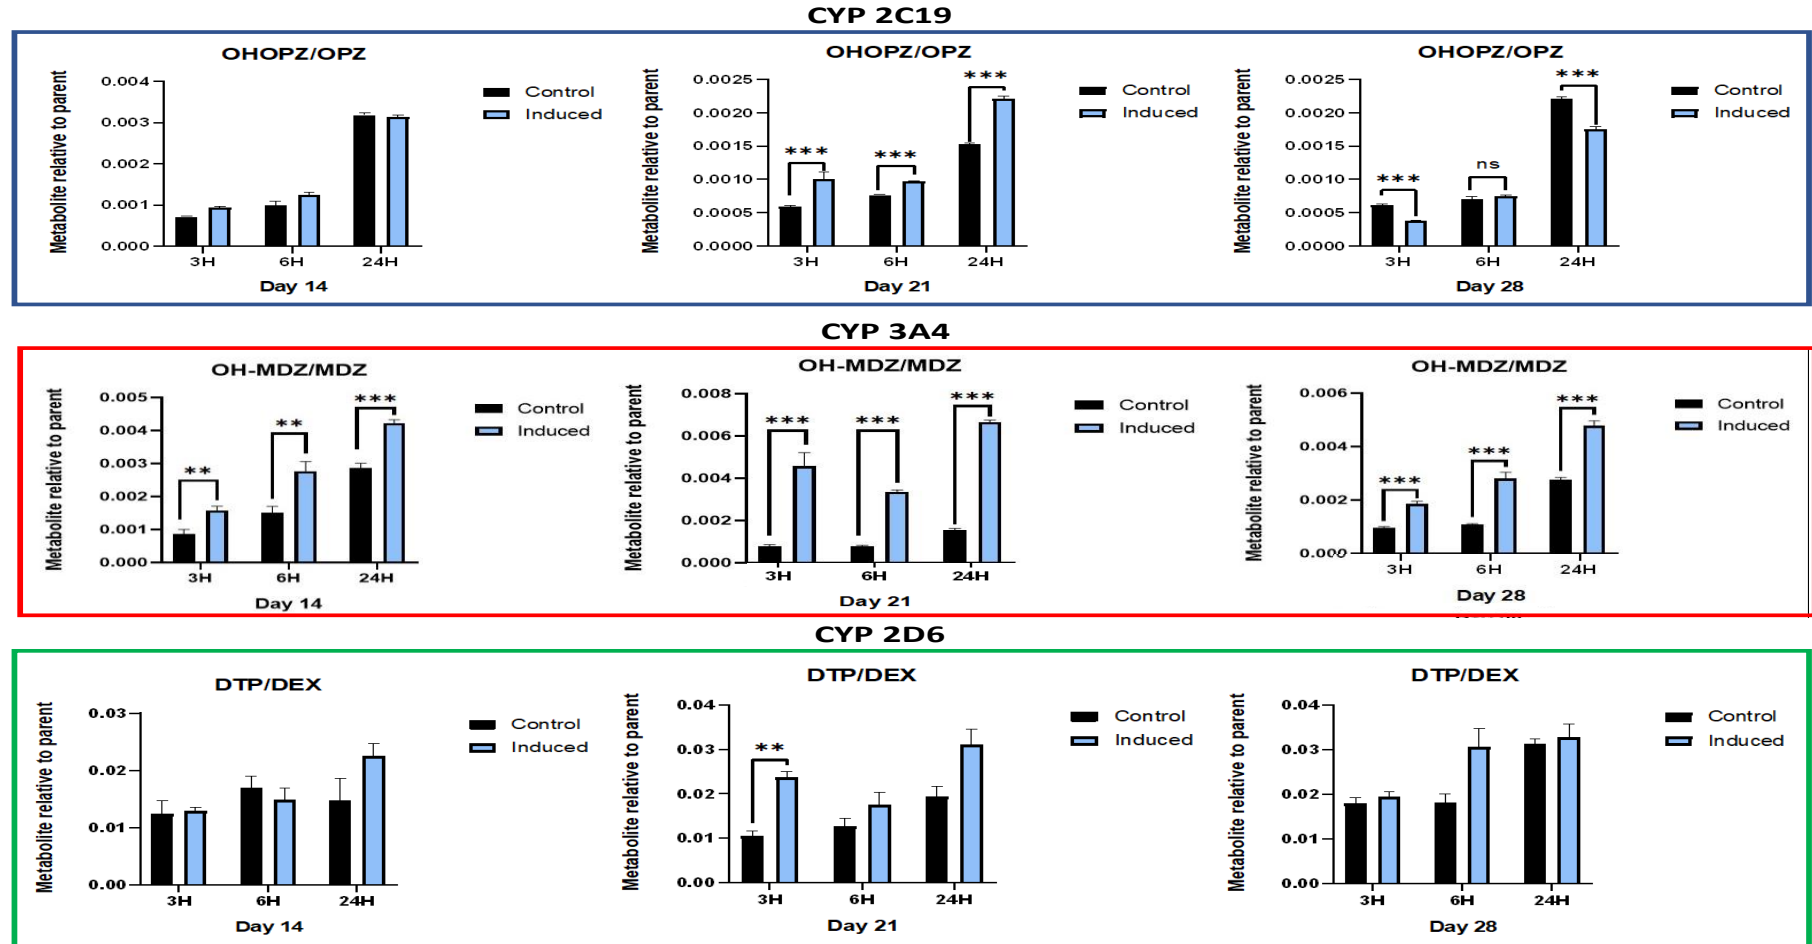 CYP 2C19
OHOPZ/OPZ
Metabolite relative to parent
0.004
0.003
0.002
0.001
0.000
Control
Induced
3H 6H 24H
Day 14
OHOPZ/OPZ
Metabolite relative to parent
0.0025
0.0020
0.0015
0.0010
0.0005
0.0000
***
***
***
Control
Induced
3H 6H 24H
Day 21
OHOPZ/OPZ
Metabolite relative to parent
0.0025
0.0020
0.0015
0.0010
0.0005
0.0000
***
ns
***
Control
Induced
3H 6H 24H
Day 28
CYP 3A4
OH-MDZ/MDZ
Metabolite relative to parent
0.005
0.004
0.003
0.002
0.001
0.000
**
**
***
Control
Induced
3H 6H 24H
Day 14
OH-MDZ/MDZ
Metabolite relative to parent
0.008
0.006
0.004
0.002
0.000
***
***
***
Control
Induced
3H 6H 24H
Day 21
OH-MDZ/MDZ
Metabolite relative to parent
0.006
0.004
0.002
0.000
***
***
***
Control
Induced
3H 6H 24H
Day 28
CYP 2D6
DTP/DEX
Metabolite relative to parent
0.03
0.02
0.01
0.00
Control
Induced
3H 6H 24H
Day 14
DTP/DEX
Metabolite relative to parent
0.04
0.03
0.02
0.01
0.00
**
Control
Induced
3H 6H 24H
Day 21
DTP/DEX
Metabolite relative to parent
0.04
0.03
0.02
0.01
0.00
Control
Induced
3H 6H 24H
Day 28